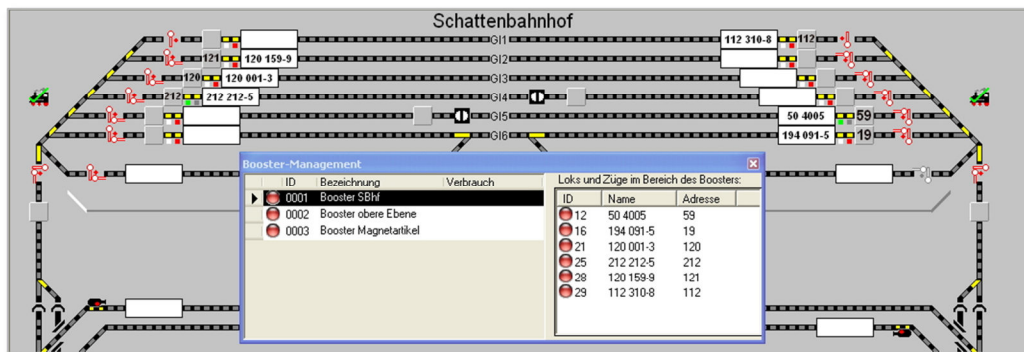 Schattenbahnhof
Gl1 112 310-8 112
121 120 159-9 Gl2
120 120 001-3 Gl3
212 212 212-5 Gl4
Gl5 50 4005 59
Gl6 194 091-5 19
Booster-Management
ID Bezeichnung Verbrauch
0001 Booster SBhf
0002 Booster obere Ebene
0003 Booster Magnetartikel
Loks und Züge im Bereich des Boosters:
ID Name Adresse
12 50 4005 59
16 194 091-5 19
21 120 001-3 120
25 212 212-5 212
28 120 159-9 121
29 112 310-8 112